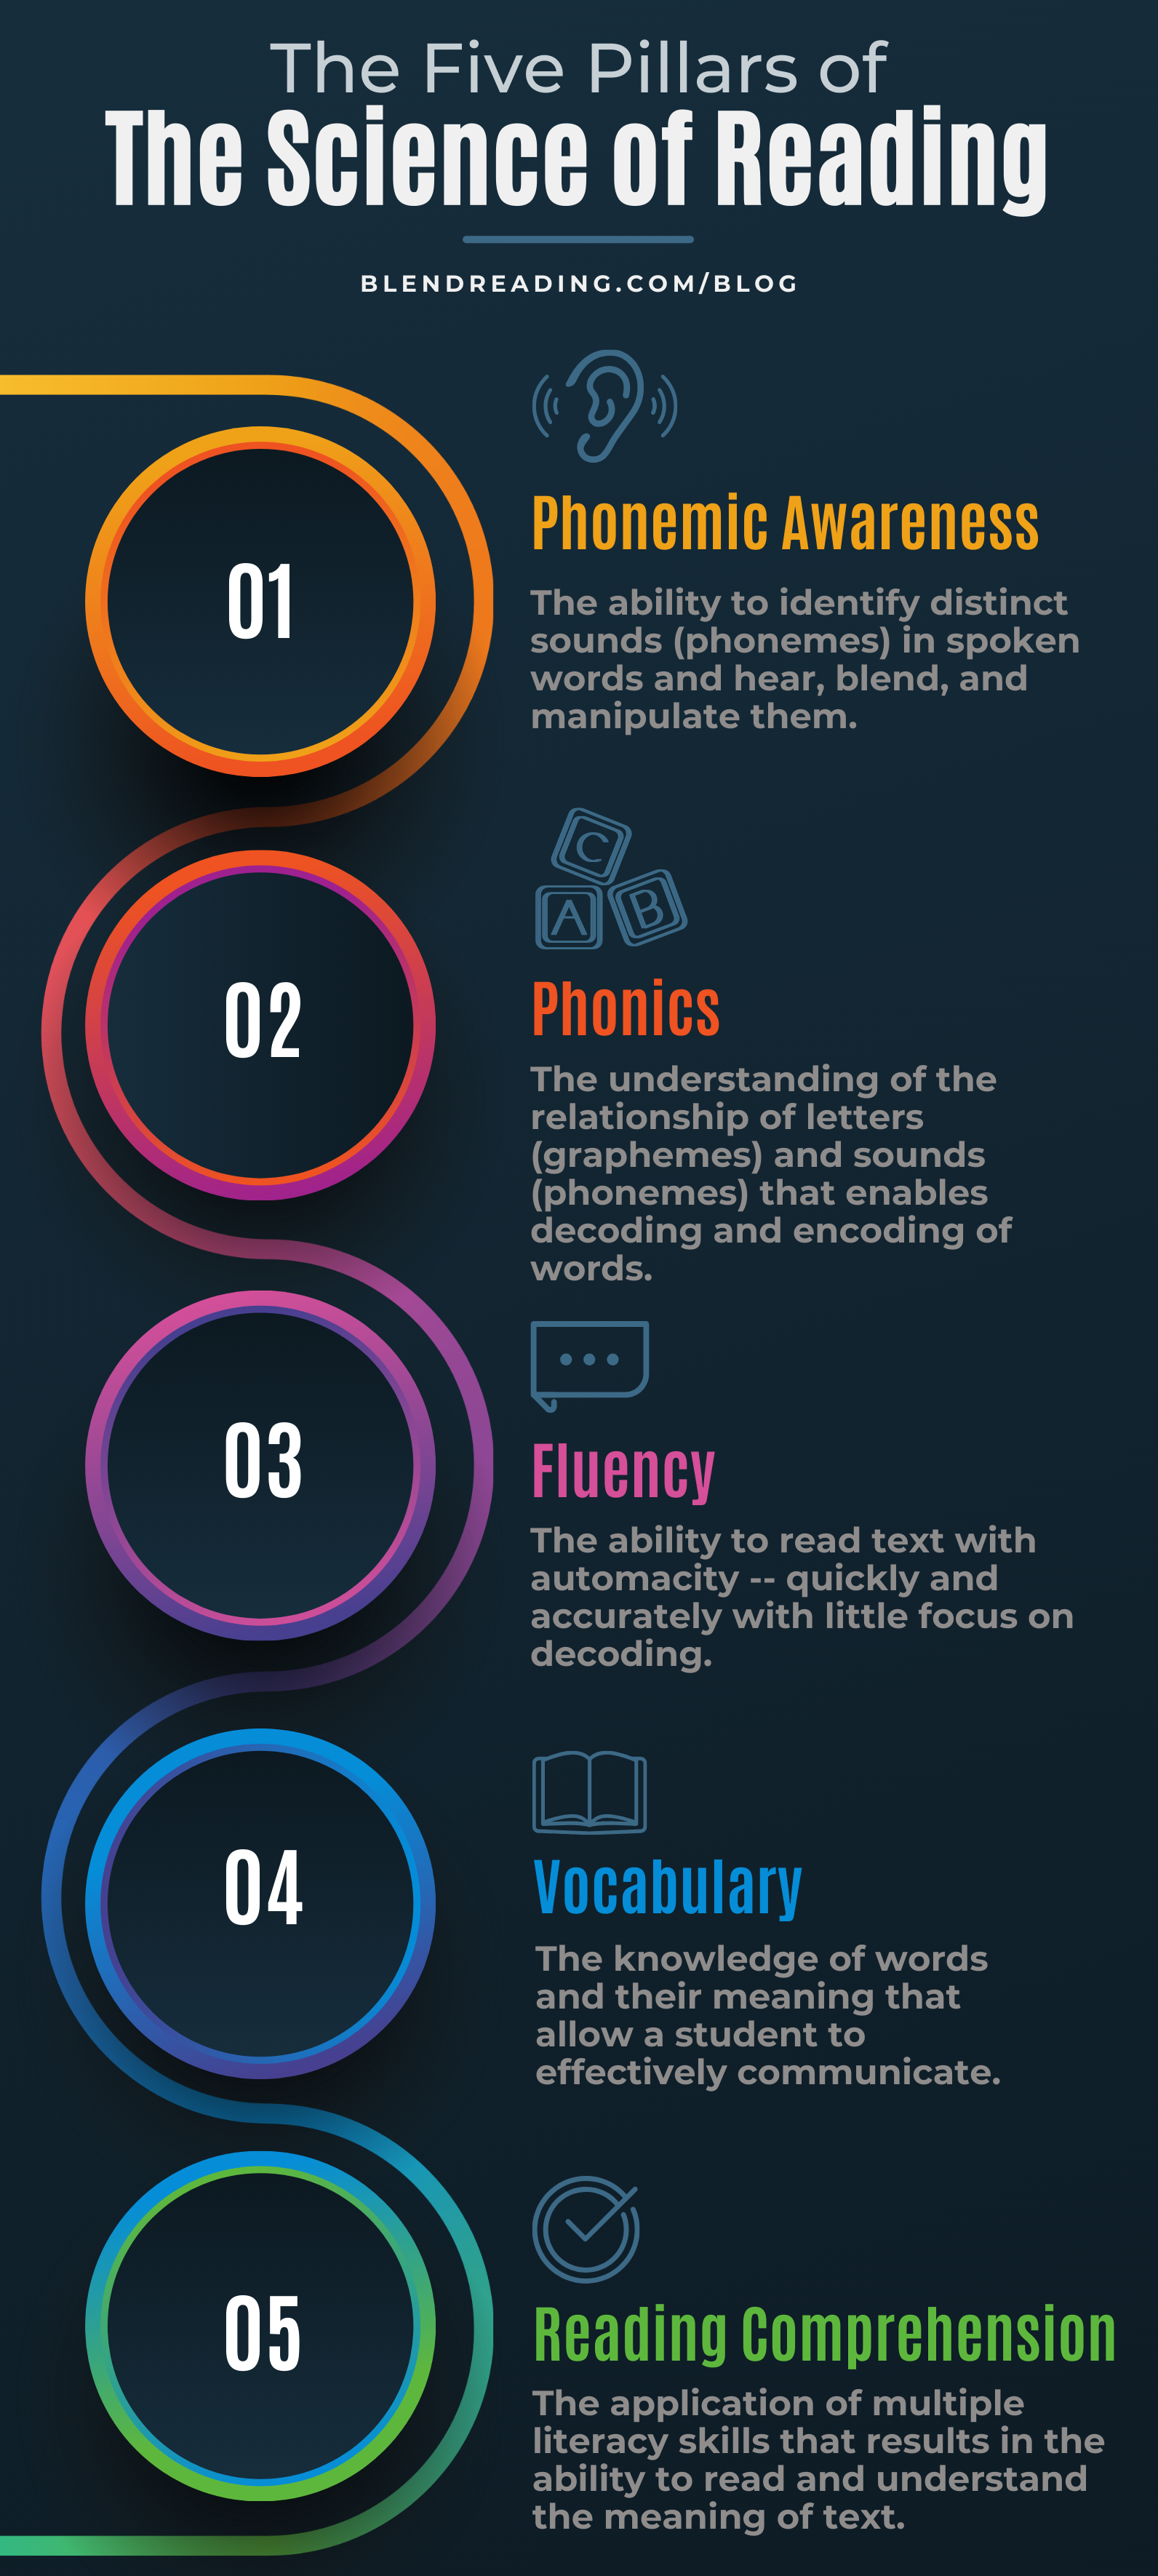 The Five Pillars of
The Science of Reading
BLENDREADING.COM/BLOG
01
Phonemic Awareness
The ability to identify distinct
sounds (phonemes) in spoken
words and hear, blend, and
manipulate them.
C
A B
02
Phonics
The understanding of the
relationship of letters
(graphemes) and sounds
(phonemes) that enables
decoding and encoding of
words.
03
Fluency
The ability to read text with
automacity -- quickly and
accurately with little focus on
decoding.
04
Vocabulary
The knowledge of words
and their meaning that
allow a student to
effectively communicate.
05
Reading Comprehension
The application of multiple
literacy skills that results in the
ability to read and understand
the meaning of text.